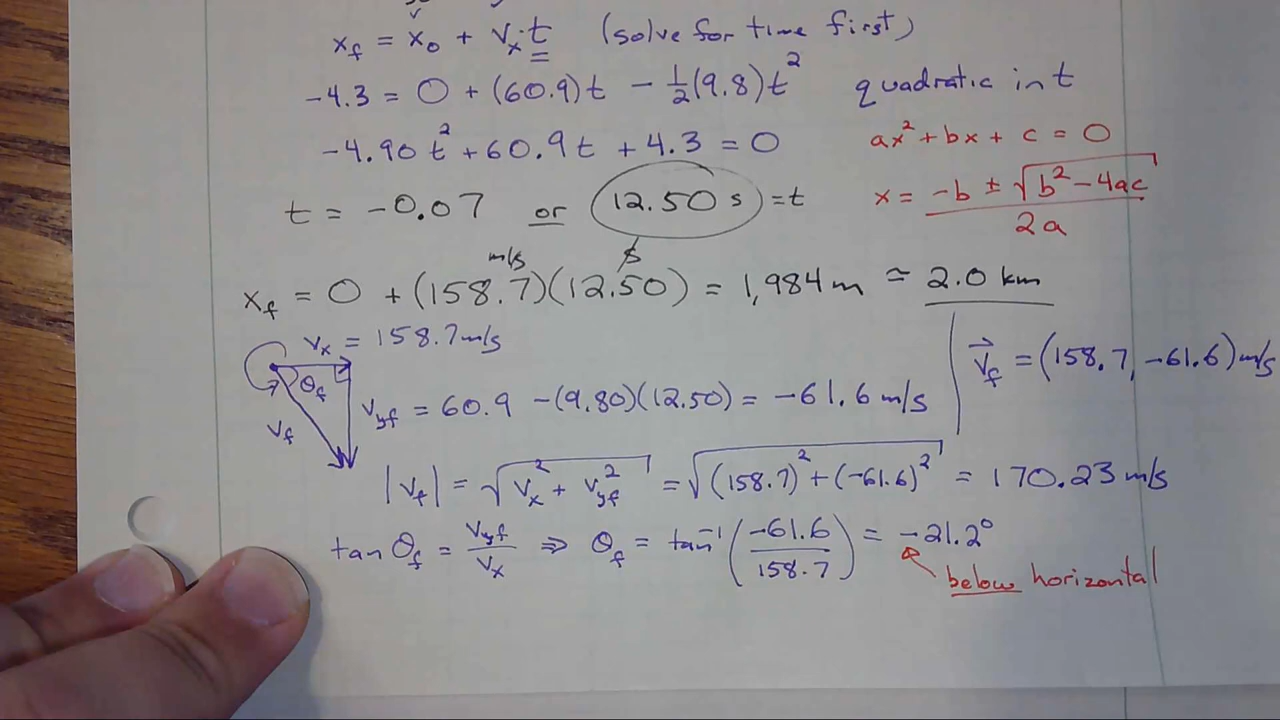 x_f = x_0 + v_x · t (solve for time first)
-4.3 = 0 + (60.9)t - ½(9.8)t² quadratic in t
-4.90 t² + 60.9 t + 4.3 = 0 ax² + bx + c = 0
t = -0.07 or 12.50 s = t x = (-b ± √(b² - 4ac)) / 2a
m/s s
x_f = 0 + (158.7)(12.50) = 1,984 m ≃ 2.0 km
v_x = 158.7 m/s
v⃗_f = (158.7, -61.6) m/s
θ_f
v_f
v_yf = 60.9 - (9.80)(12.50) = -61.6 m/s
|v_f| = √(v_x² + v_yf²) = √((158.7)² + (-61.6)²) = 170.23 m/s
tan θ_f = v_yf / v_x ⇒ θ_f = tan⁻¹(-61.6 / 158.7) = -21.2°
below horizontal